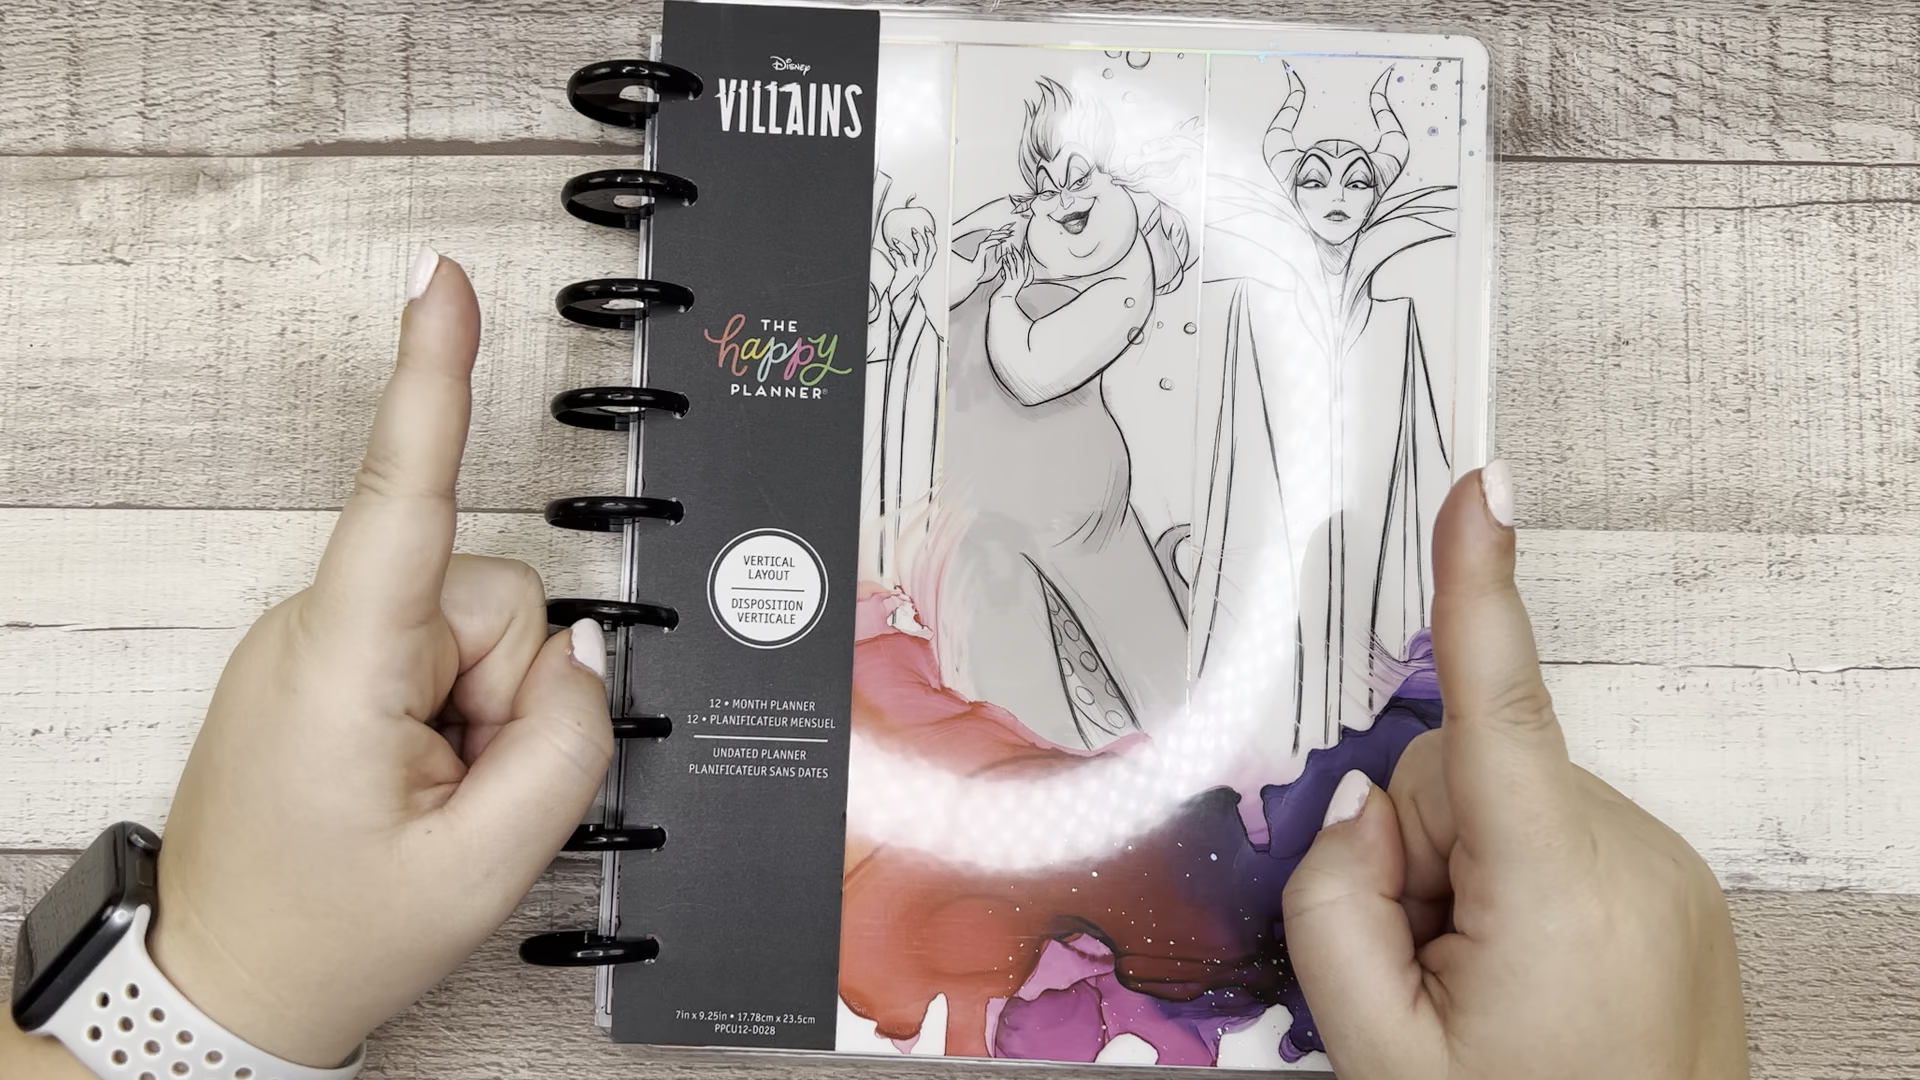 Disney
VILLAINS
THE
happy
PLANNER®
VERTICAL
LAYOUT
DISPOSITION
VERTICALE
12 • MONTH PLANNER
12 • PLANIFICATEUR MENSUEL
UNDATED PLANNER
PLANIFICATEUR SANS DATES
7in x 9.25in • 17.78cm x 23.5cm
PPCU12-D028